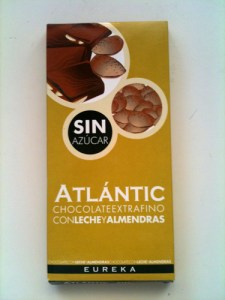 SIN
AZÚCAR
ATLÁNTIC
CHOCOLATEEXTRAFINO
CONLECHEYALMENDRAS
EUREKA